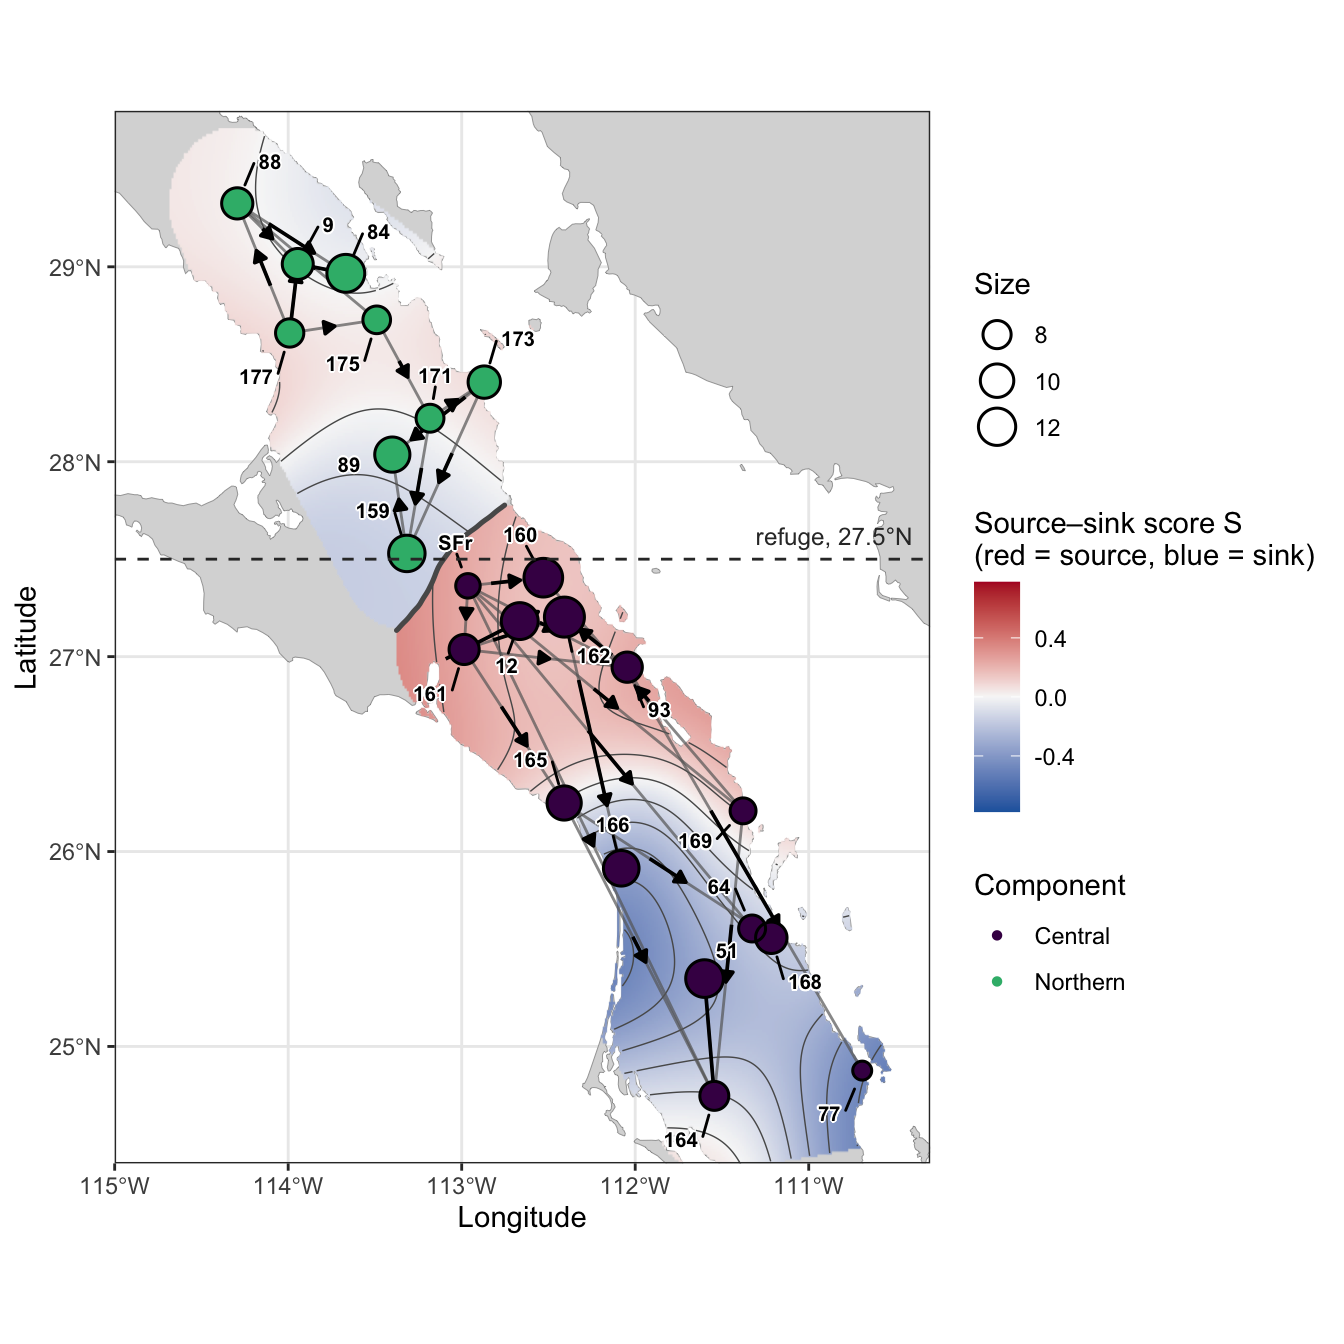 88
9
84
29°N
173
175
177
171
28°N
89
159
SFr
160
refuge, 27.5°N
27°N
12
162
161
93
165
166
169
26°N
64
51
168
25°N
77
164
115°W
114°W
113°W
112°W
111°W
Longitude
Latitude
Size
8
10
12
Source–sink score S
(red = source, blue = sink)
0.4
0.0
-0.4
Component
Central
Northern